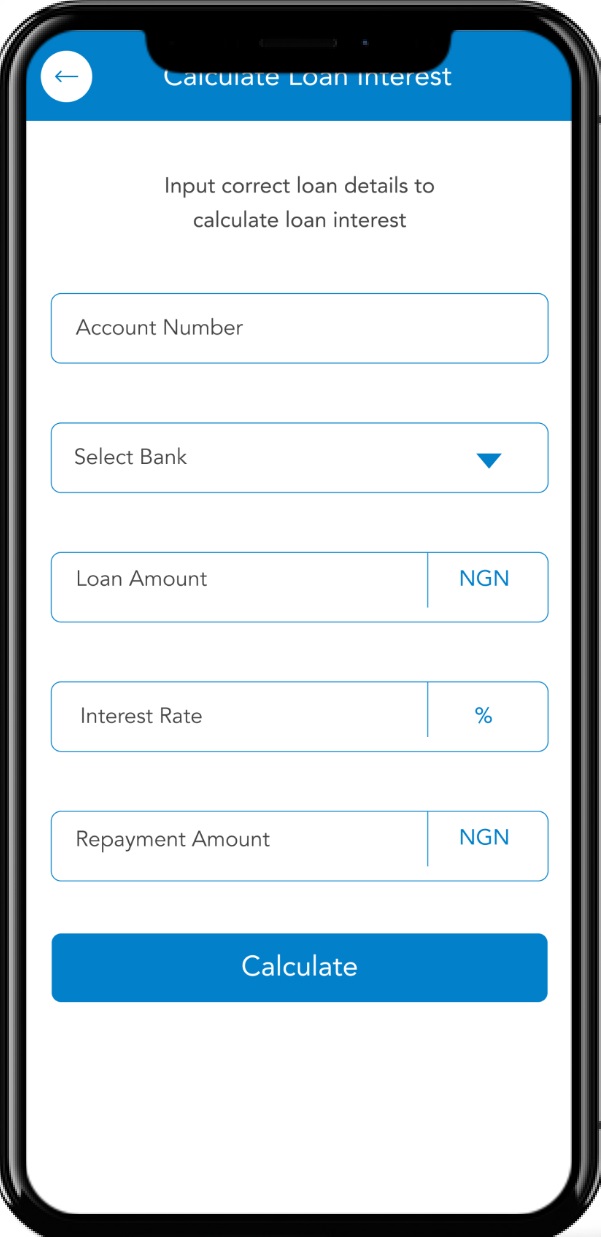 Calculate Loan Interest
Input correct loan details to
calculate loan interest
Account Number
Select Bank
Loan Amount
NGN
Interest Rate
%
Repayment Amount
NGN
Calculate